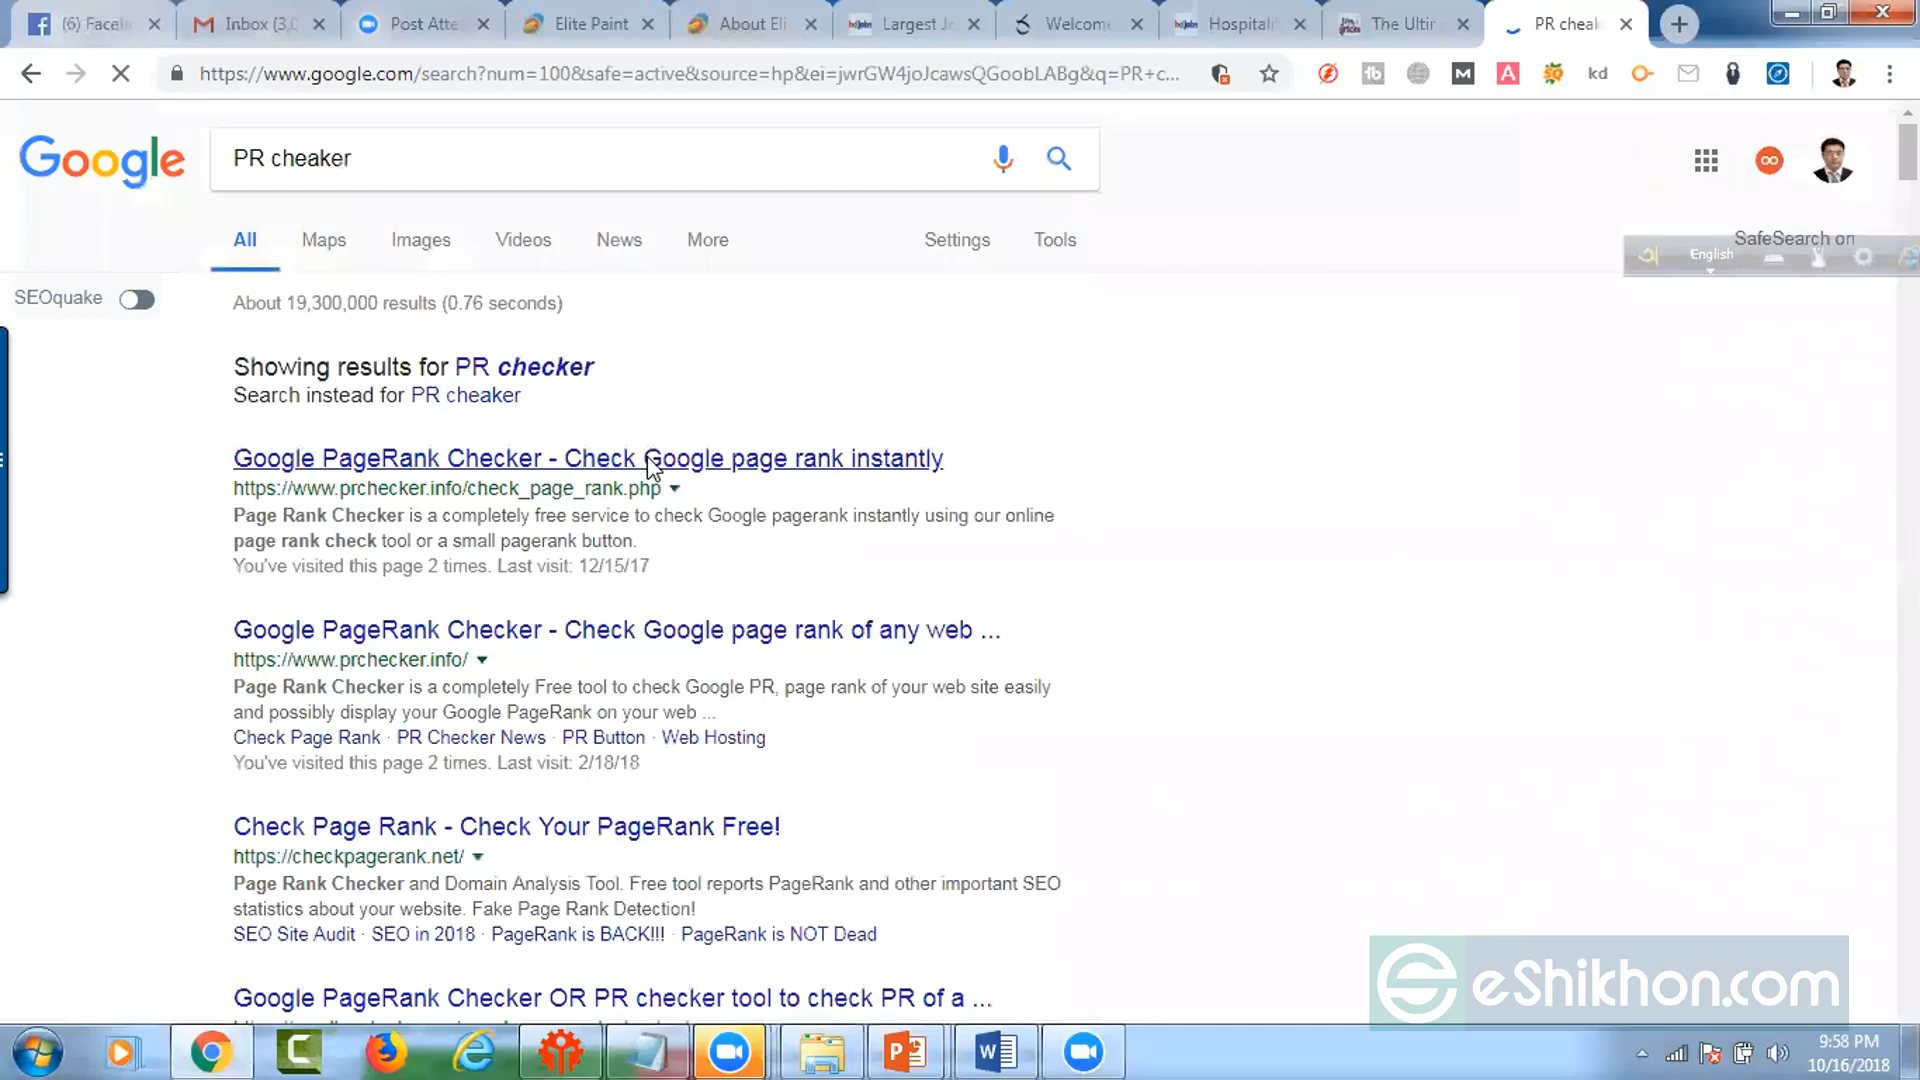 (6) Faceb
Inbox (3,0
Post Atte
Elite Paint
About Eli
Largest Jo
Welcome
Hospitali
The Ultim
PR cheak
https://www.google.com/search?num=100&safe=active&source=hp&ei=jwrGW4joJcawsQGoobLABg&q=PR+c...
kd
Google
PR cheaker
All
Maps
Images
Videos
News
More
Settings
Tools
SafeSearch on
English
SEOquake
About 19,300,000 results (0.76 seconds)
Showing results for PR checker
Search instead for PR cheaker
Google PageRank Checker - Check Google page rank instantly
https://www.prchecker.info/check_page_rank.php
Page Rank Checker is a completely free service to check Google pagerank instantly using our online
page rank check tool or a small pagerank button.
You've visited this page 2 times. Last visit: 12/15/17
Google PageRank Checker - Check Google page rank of any web ...
https://www.prchecker.info/
Page Rank Checker is a completely Free tool to check Google PR, page rank of your web site easily
and possibly display your Google PageRank on your web ...
Check Page Rank · PR Checker News · PR Button · Web Hosting
You've visited this page 2 times. Last visit: 2/18/18
Check Page Rank - Check Your PageRank Free!
https://checkpagerank.net/
Page Rank Checker and Domain Analysis Tool. Free tool reports PageRank and other important SEO
statistics about your website. Fake Page Rank Detection!
SEO Site Audit · SEO in 2018 · PageRank is BACK!!! · PageRank is NOT Dead
Google PageRank Checker OR PR checker tool to check PR of a ...
eShikhon.com
9:58 PM
10/16/2018